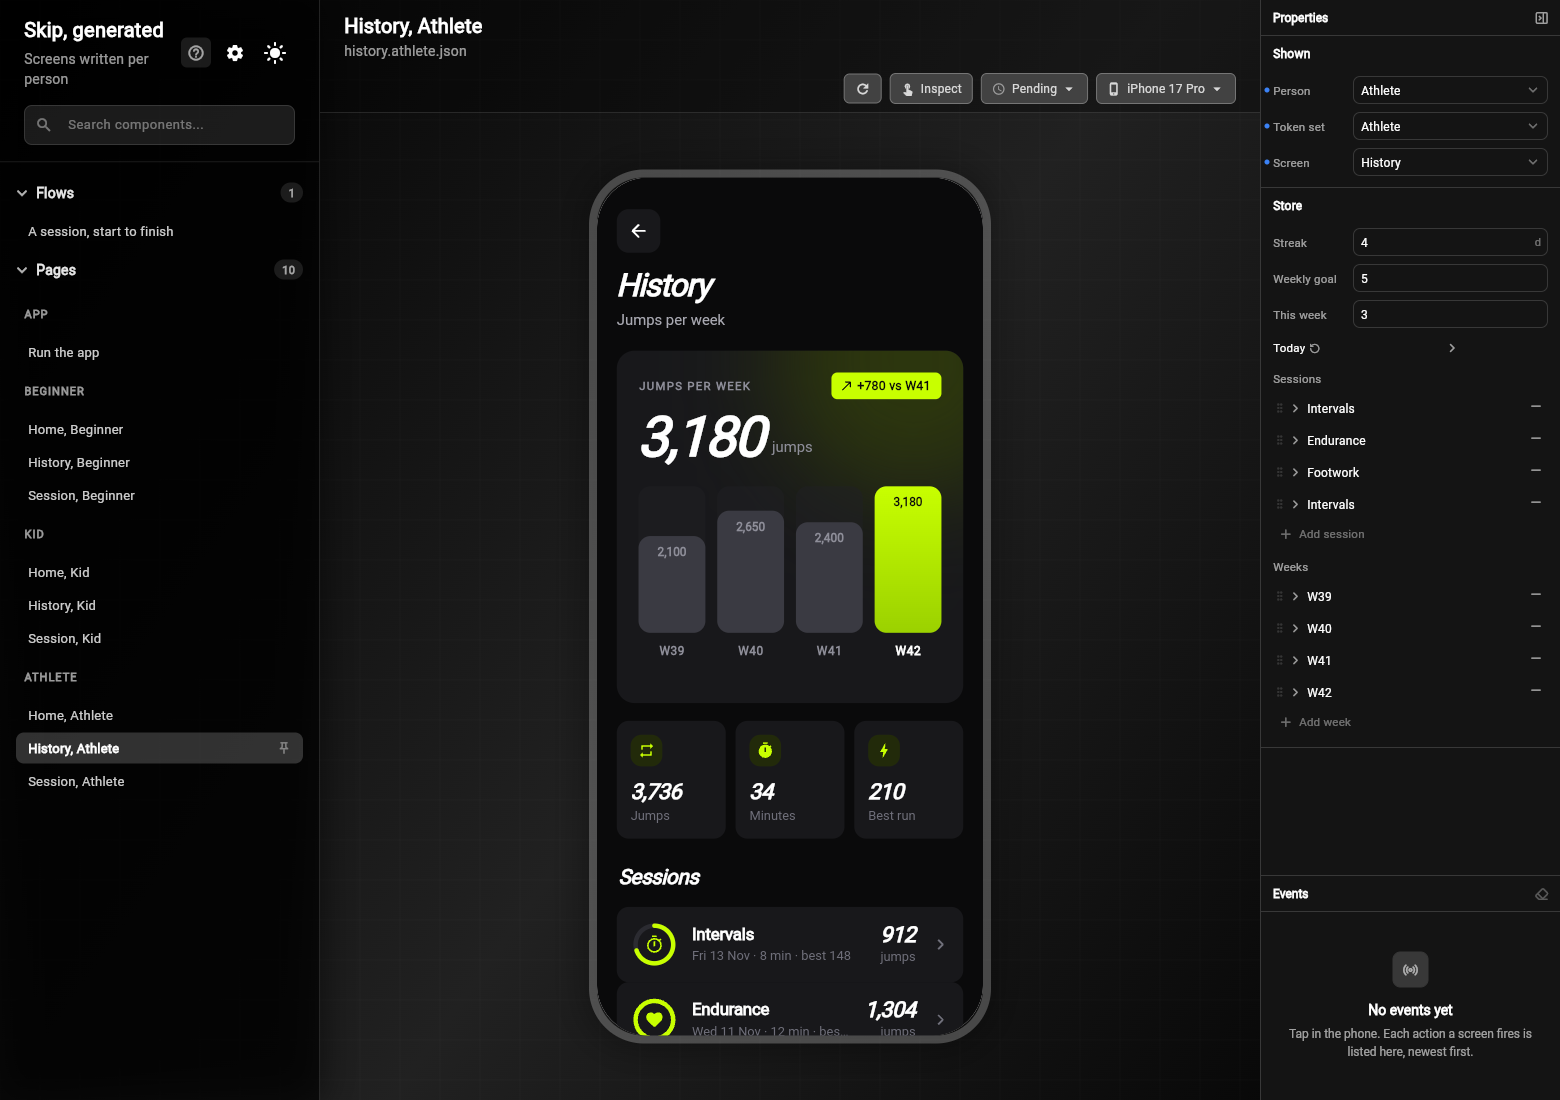 Skip, generated
Screens written per
person
Search components...
Flows
1
A session, start to finish
Pages
10
APP
Run the app
BEGINNER
Home, Beginner
History, Beginner
Session, Beginner
KID
Home, Kid
History, Kid
Session, Kid
ATHLETE
Home, Athlete
History, Athlete
Session, Athlete
History, Athlete
history.athlete.json
Inspect
Pending
iPhone 17 Pro
History
Jumps per week
JUMPS PER WEEK
+780 vs W41
3,180 jumps
2,100
2,650
2,400
3,180
W39
W40
W41
W42
3,736
Jumps
34
Minutes
210
Best run
Sessions
Intervals
Fri 13 Nov · 8 min · best 148
912
jumps
Endurance
Wed 11 Nov · 12 min · bes...
1,304
jumps
Properties
Shown
Person
Athlete
Token set
Athlete
Screen
History
Store
Streak
4
d
Weekly goal
5
This week
3
Today
Sessions
Intervals
Endurance
Footwork
Intervals
Add session
Weeks
W39
W40
W41
W42
Add week
Events
No events yet
Tap in the phone. Each action a screen fires is
listed here, newest first.